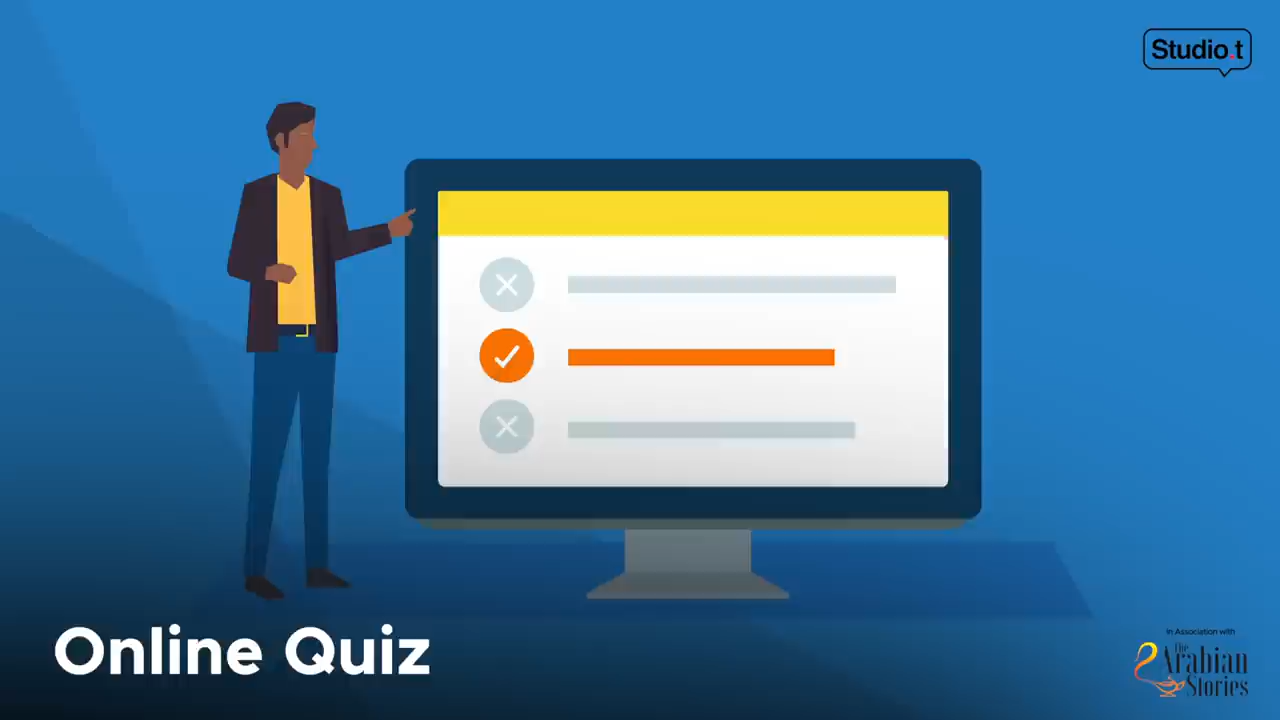 Studio.t
Online Quiz
In Association with
The
Arabian
Stories